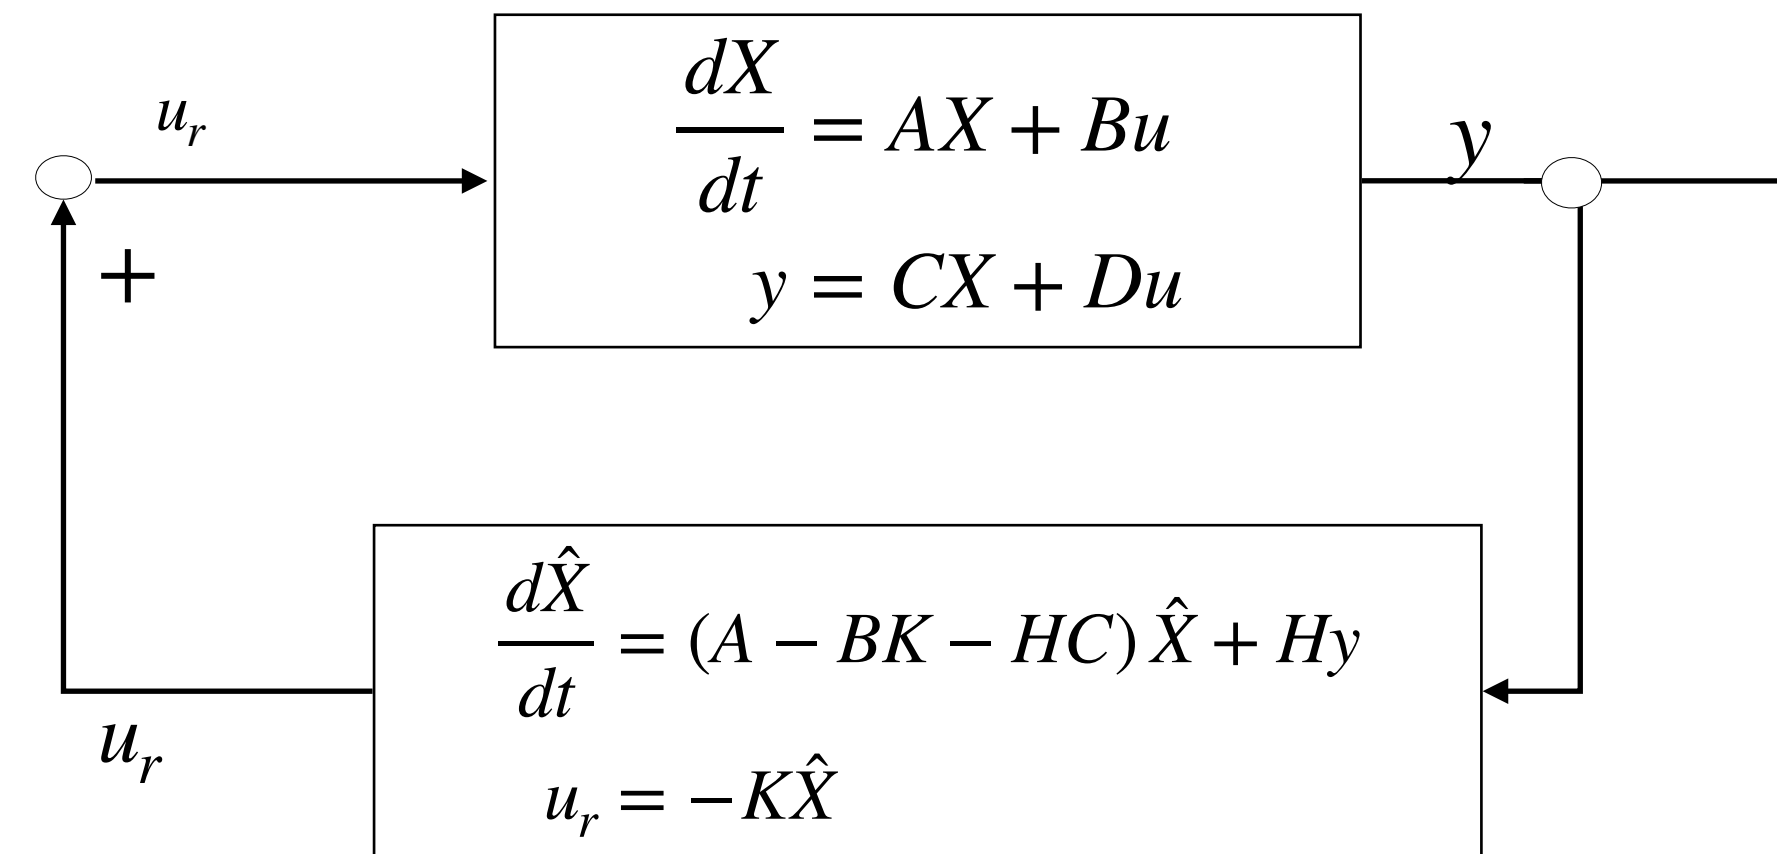 u_r
dX/dt = AX + Bu
y = CX + Du
y
+
dX̂/dt = (A − BK − HC) X̂ + Hy
u_r = −KX̂
u_r